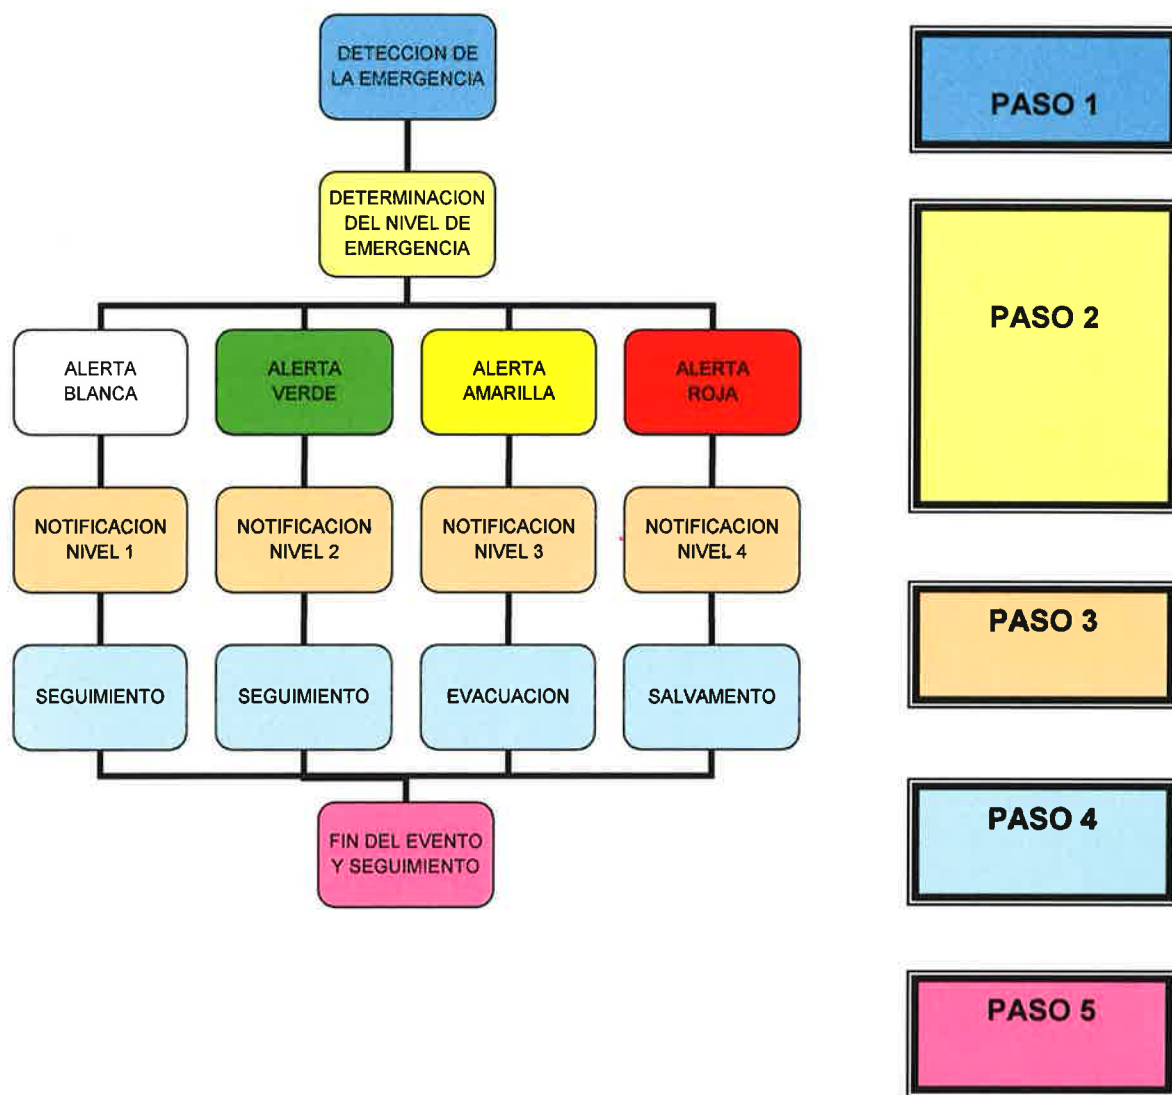 DETECCION DE
LA EMERGENCIA
PASO 1
DETERMINACION
DEL NIVEL DE
EMERGENCIA
PASO 2
ALERTA
BLANCA
ALERTA
VERDE
ALERTA
AMARILLA
ALERTA
ROJA
NOTIFICACION
NIVEL 1
NOTIFICACION
NIVEL 2
NOTIFICACION
NIVEL 3
NOTIFICACION
NIVEL 4
PASO 3
SEGUIMIENTO
SEGUIMIENTO
EVACUACION
SALVAMENTO
PASO 4
FIN DEL EVENTO
Y SEGUIMIENTO
PASO 5